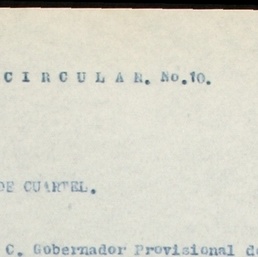 C I R C U L A R. No.10.
DE CUARTEL.
C. Gobernador Provisional de